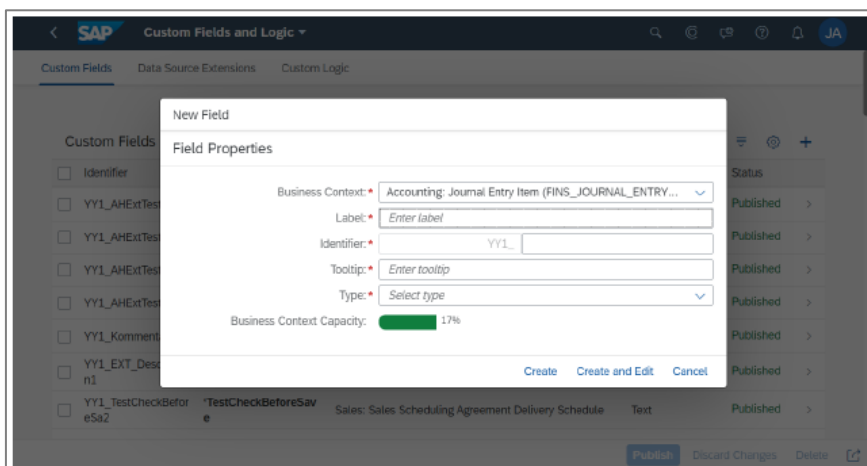 SAP Custom Fields and Logic JA
Custom Fields Data Source Extensions Custom Logic
New Field
Custom Fields
Field Properties
Identifier Status
Business Context:* Accounting: Journal Entry Item (FINS_JOURNAL_ENTRY...
YY1_AHExtTest Published
Label:* Enter label
YY1_AHExtTest Published
Identifier:* YY1_
YY1_AHExtTest Published
Tooltip:* Enter tooltip
YY1_AHExtTest Published
Type:* Select type
Business Context Capacity: 17%
YY1_Kommenta Published
YY1_EXT_Desc
n1 Published
Create Create and Edit Cancel
YY1_TestCheckBefor
eSa2 *TestCheckBeforeSav
e Sales: Sales Scheduling Agreement Delivery Schedule Text Published
Publish Discard Changes Delete